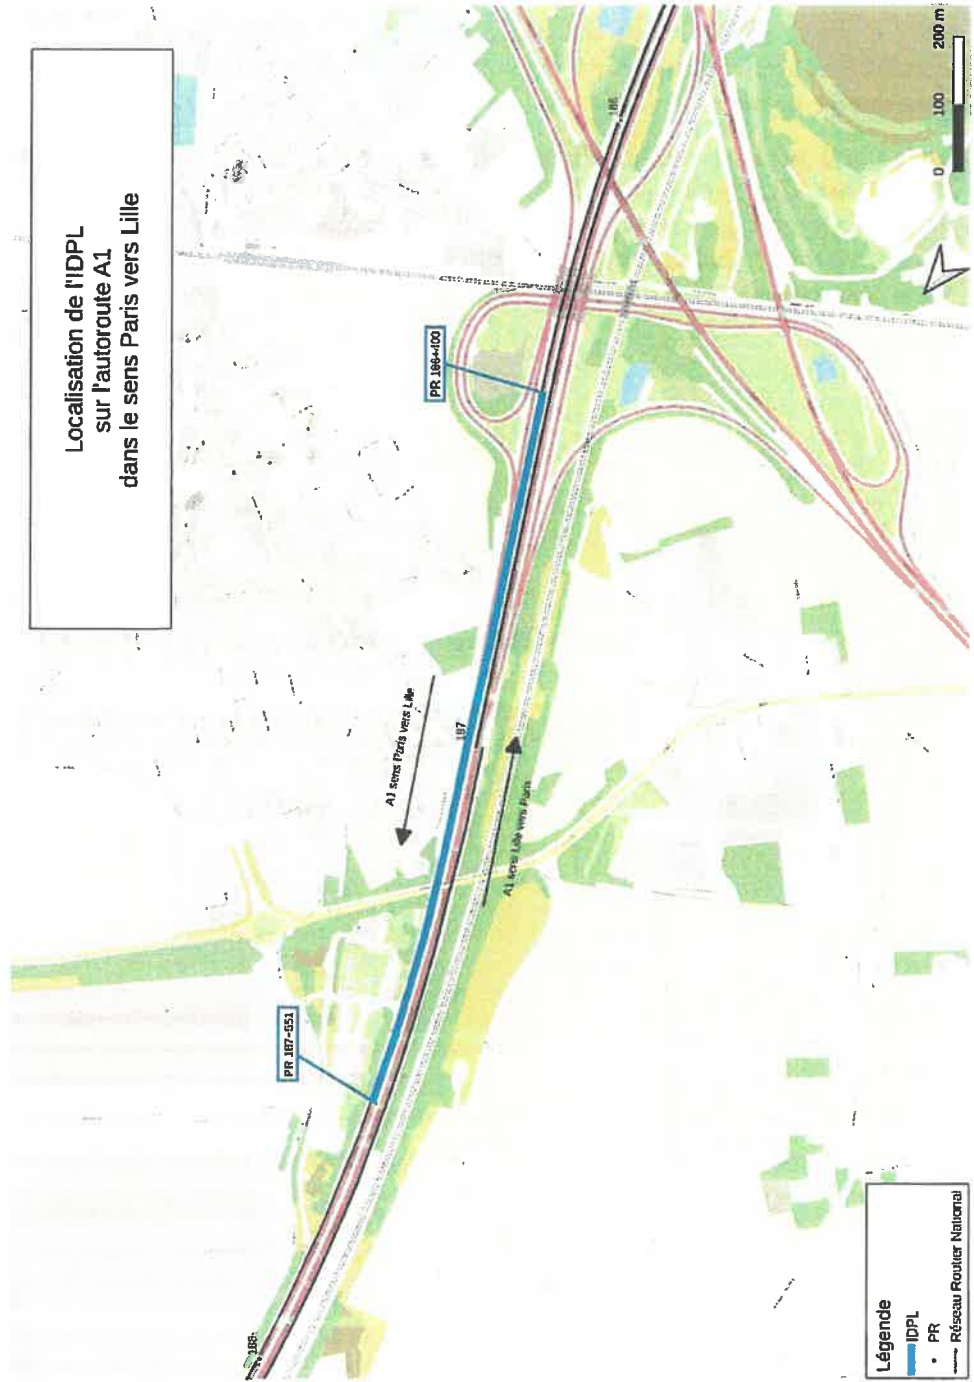 Localisation de l'IDPL
sur l'autoroute A1
dans le sens Paris vers Lille
PR 186+400
PR 187+551
A1 sens Paris vers Lille
A1 sens Lille vers Paris
186
187
188
0 100 200 m
Légende
IDPL
PR
Réseau Routier National